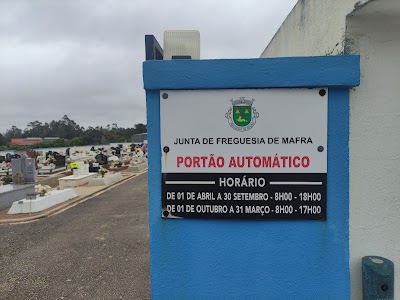 JUNTA DE FREGUESIA DE MAFRA
PORTÃO AUTOMÁTICO
HORÁRIO
DE 01 DE ABRIL A 30 SETEMBRO - 8H00 - 18H00
DE 01 DE OUTUBRO A 31 MARÇO - 8H00 - 17H00